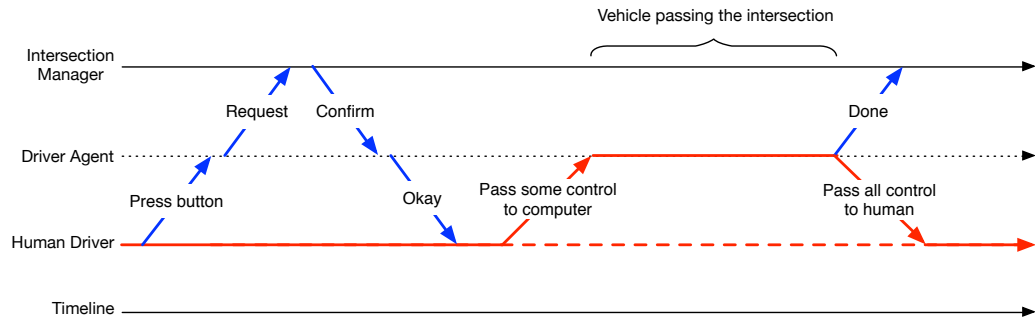 Vehicle passing the intersection
Intersection
Manager
Request
Confirm
Done
Driver Agent
Press button
Okay
Pass some control
to computer
Pass all control
to human
Human Driver
Timeline